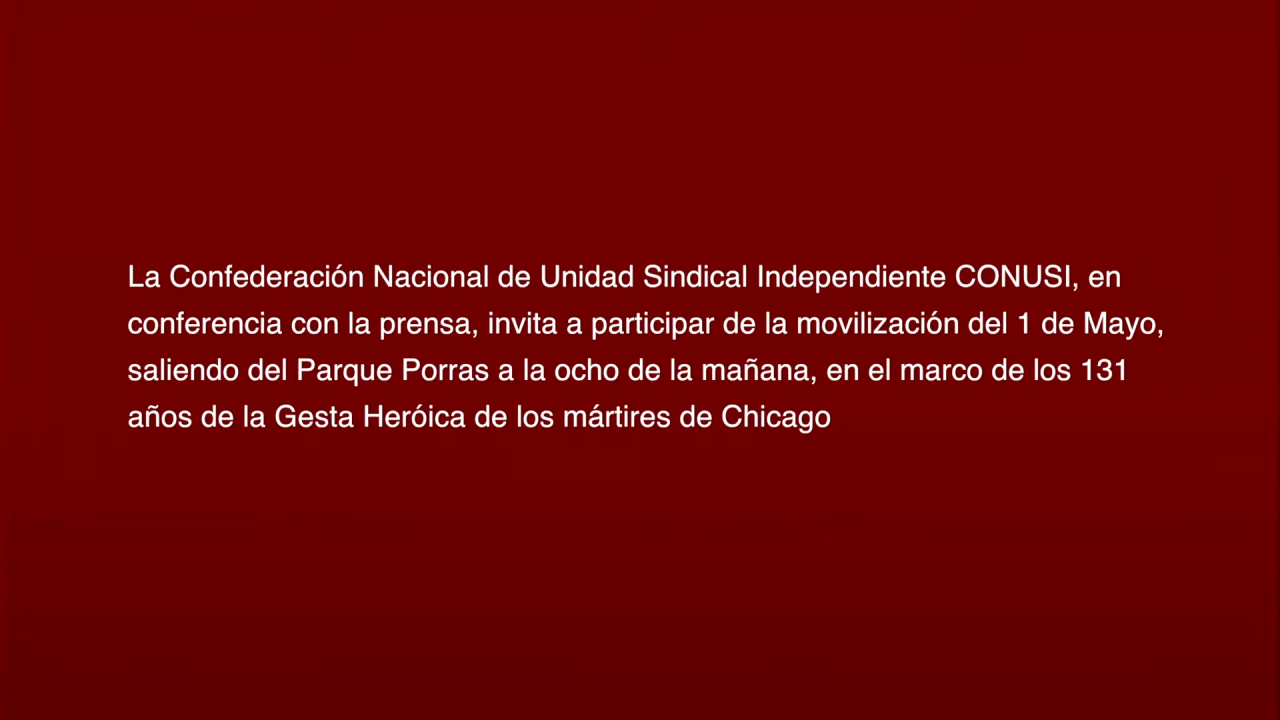 La Confederación Nacional de Unidad Sindical Independiente CONUSI, en
conferencia con la prensa, invita a participar de la movilización del 1 de Mayo,
saliendo del Parque Porras a la ocho de la mañana, en el marco de los 131
años de la Gesta Heróica de los mártires de Chicago